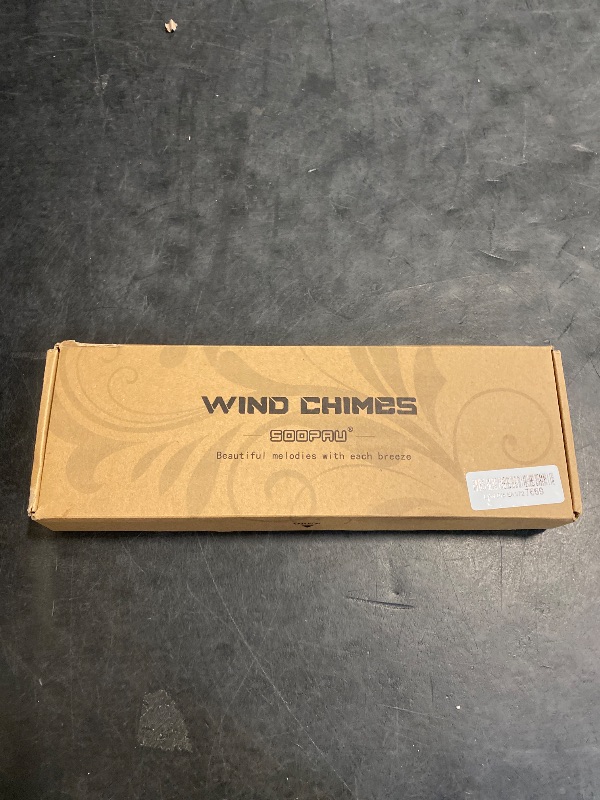 WIND CHIMES
SOOPAU®
Beautiful melodies with each breeze